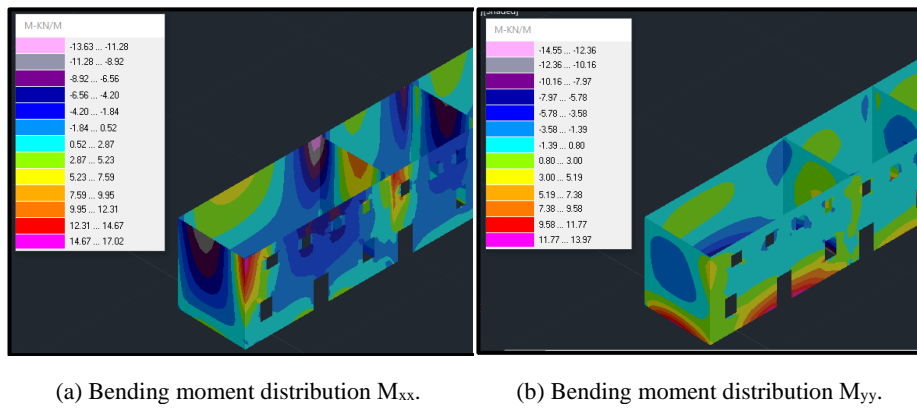 M-KN/M
-13.63 ... -11.28
-11.28 ... -8.92
-8.92 ... -6.56
-6.56 ... -4.20
-4.20 ... -1.84
-1.84 ... 0.52
0.52 ... 2.87
2.87 ... 5.23
5.23 ... 7.59
7.59 ... 9.95
9.95 ... 12.31
12.31 ... 14.67
14.67 ... 17.02
M-KN/M
-14.55 ... -12.36
-12.36 ... -10.16
-10.16 ... -7.97
-7.97 ... -5.78
-5.78 ... -3.58
-3.58 ... -1.39
-1.39 ... 0.80
0.80 ... 3.00
3.00 ... 5.19
5.19 ... 7.38
7.38 ... 9.58
9.58 ... 11.77
11.77 ... 13.97
(a) Bending moment distribution Mxx.
(b) Bending moment distribution Myy.